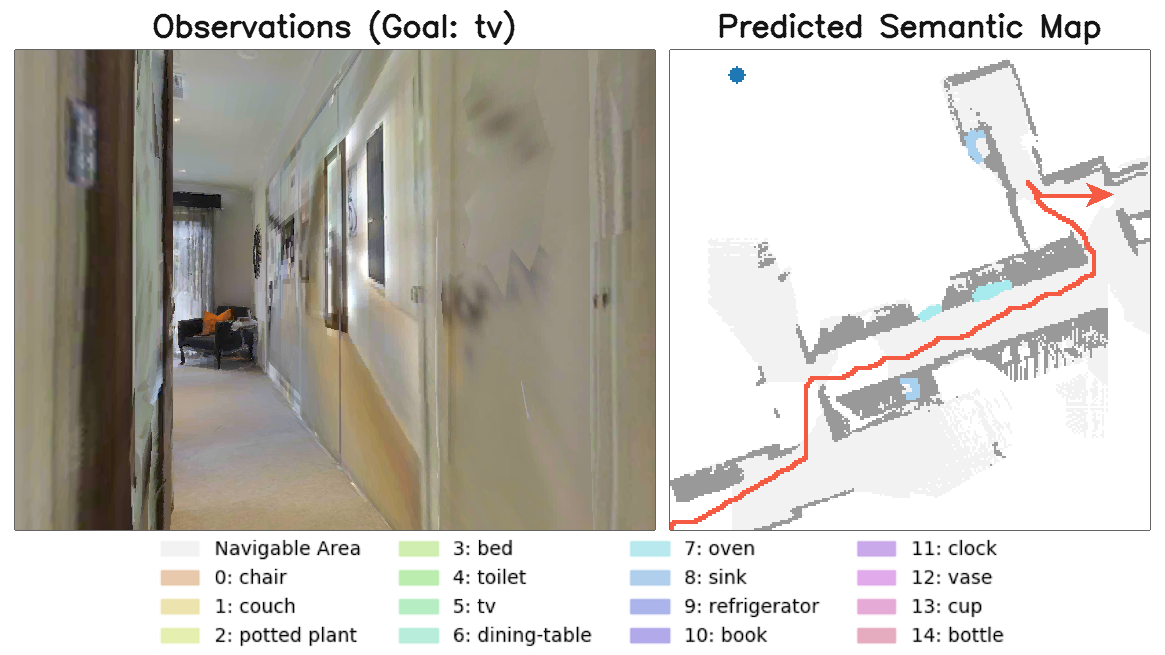 Observations (Goal: tv)
Predicted Semantic Map
Navigable Area
0: chair
1: couch
2: potted plant
3: bed
4: toilet
5: tv
6: dining-table
7: oven
8: sink
9: refrigerator
10: book
11: clock
12: vase
13: cup
14: bottle